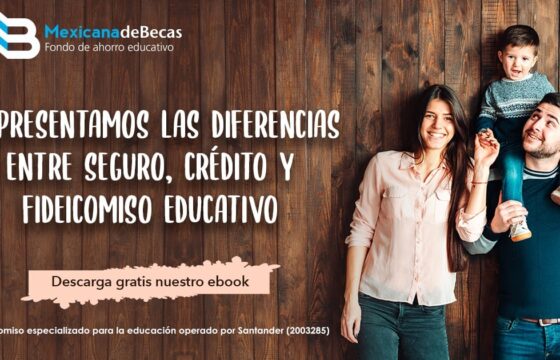 MexicanadeBecas
Fondo de ahorro educativo
PRESENTAMOS LAS DIFERENCIAS
ENTRE SEGURO, CRÉDITO Y
FIDEICOMISO EDUCATIVO
Descarga gratis nuestro ebook
omiso especializado para la educación operado por Santander (2003285)